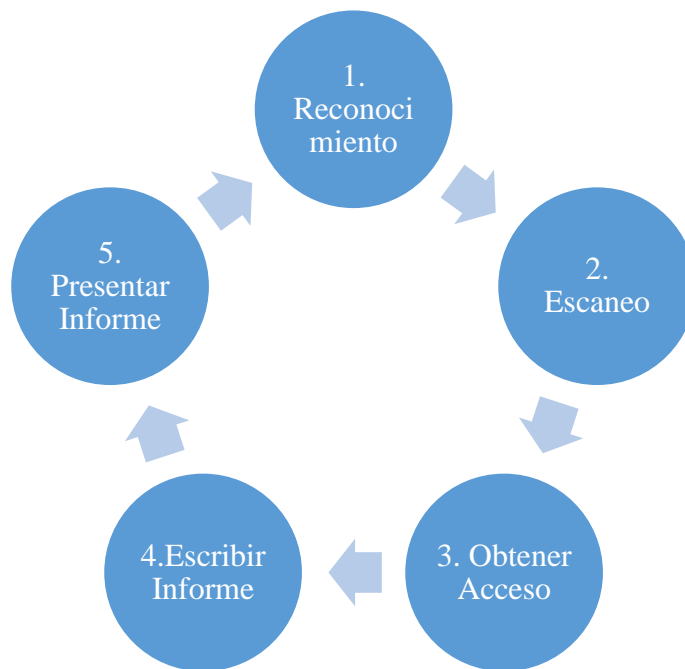 1.
Reconoci
miento
2.
Escaneo
3. Obtener
Acceso
4.Escribir
Informe
5.
Presentar
Informe